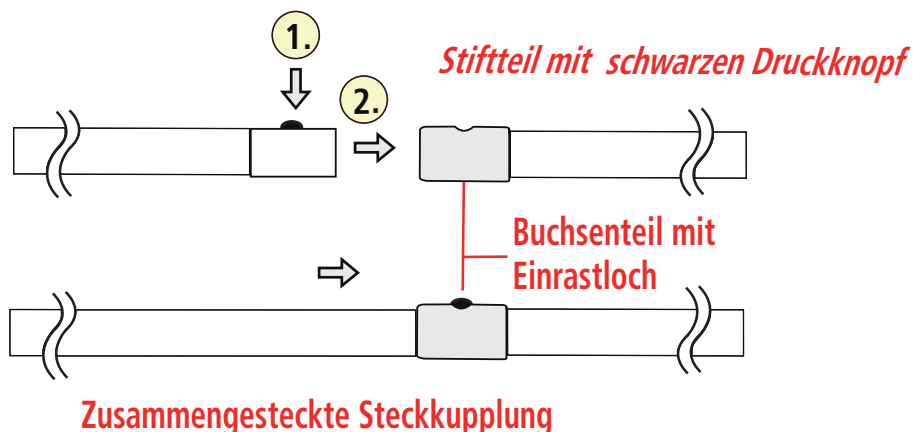 1.
Stiftteil mit schwarzen Druckknopf
2.
Buchsenteil mit
Einrastloch
Zusammengesteckte Steckkupplung